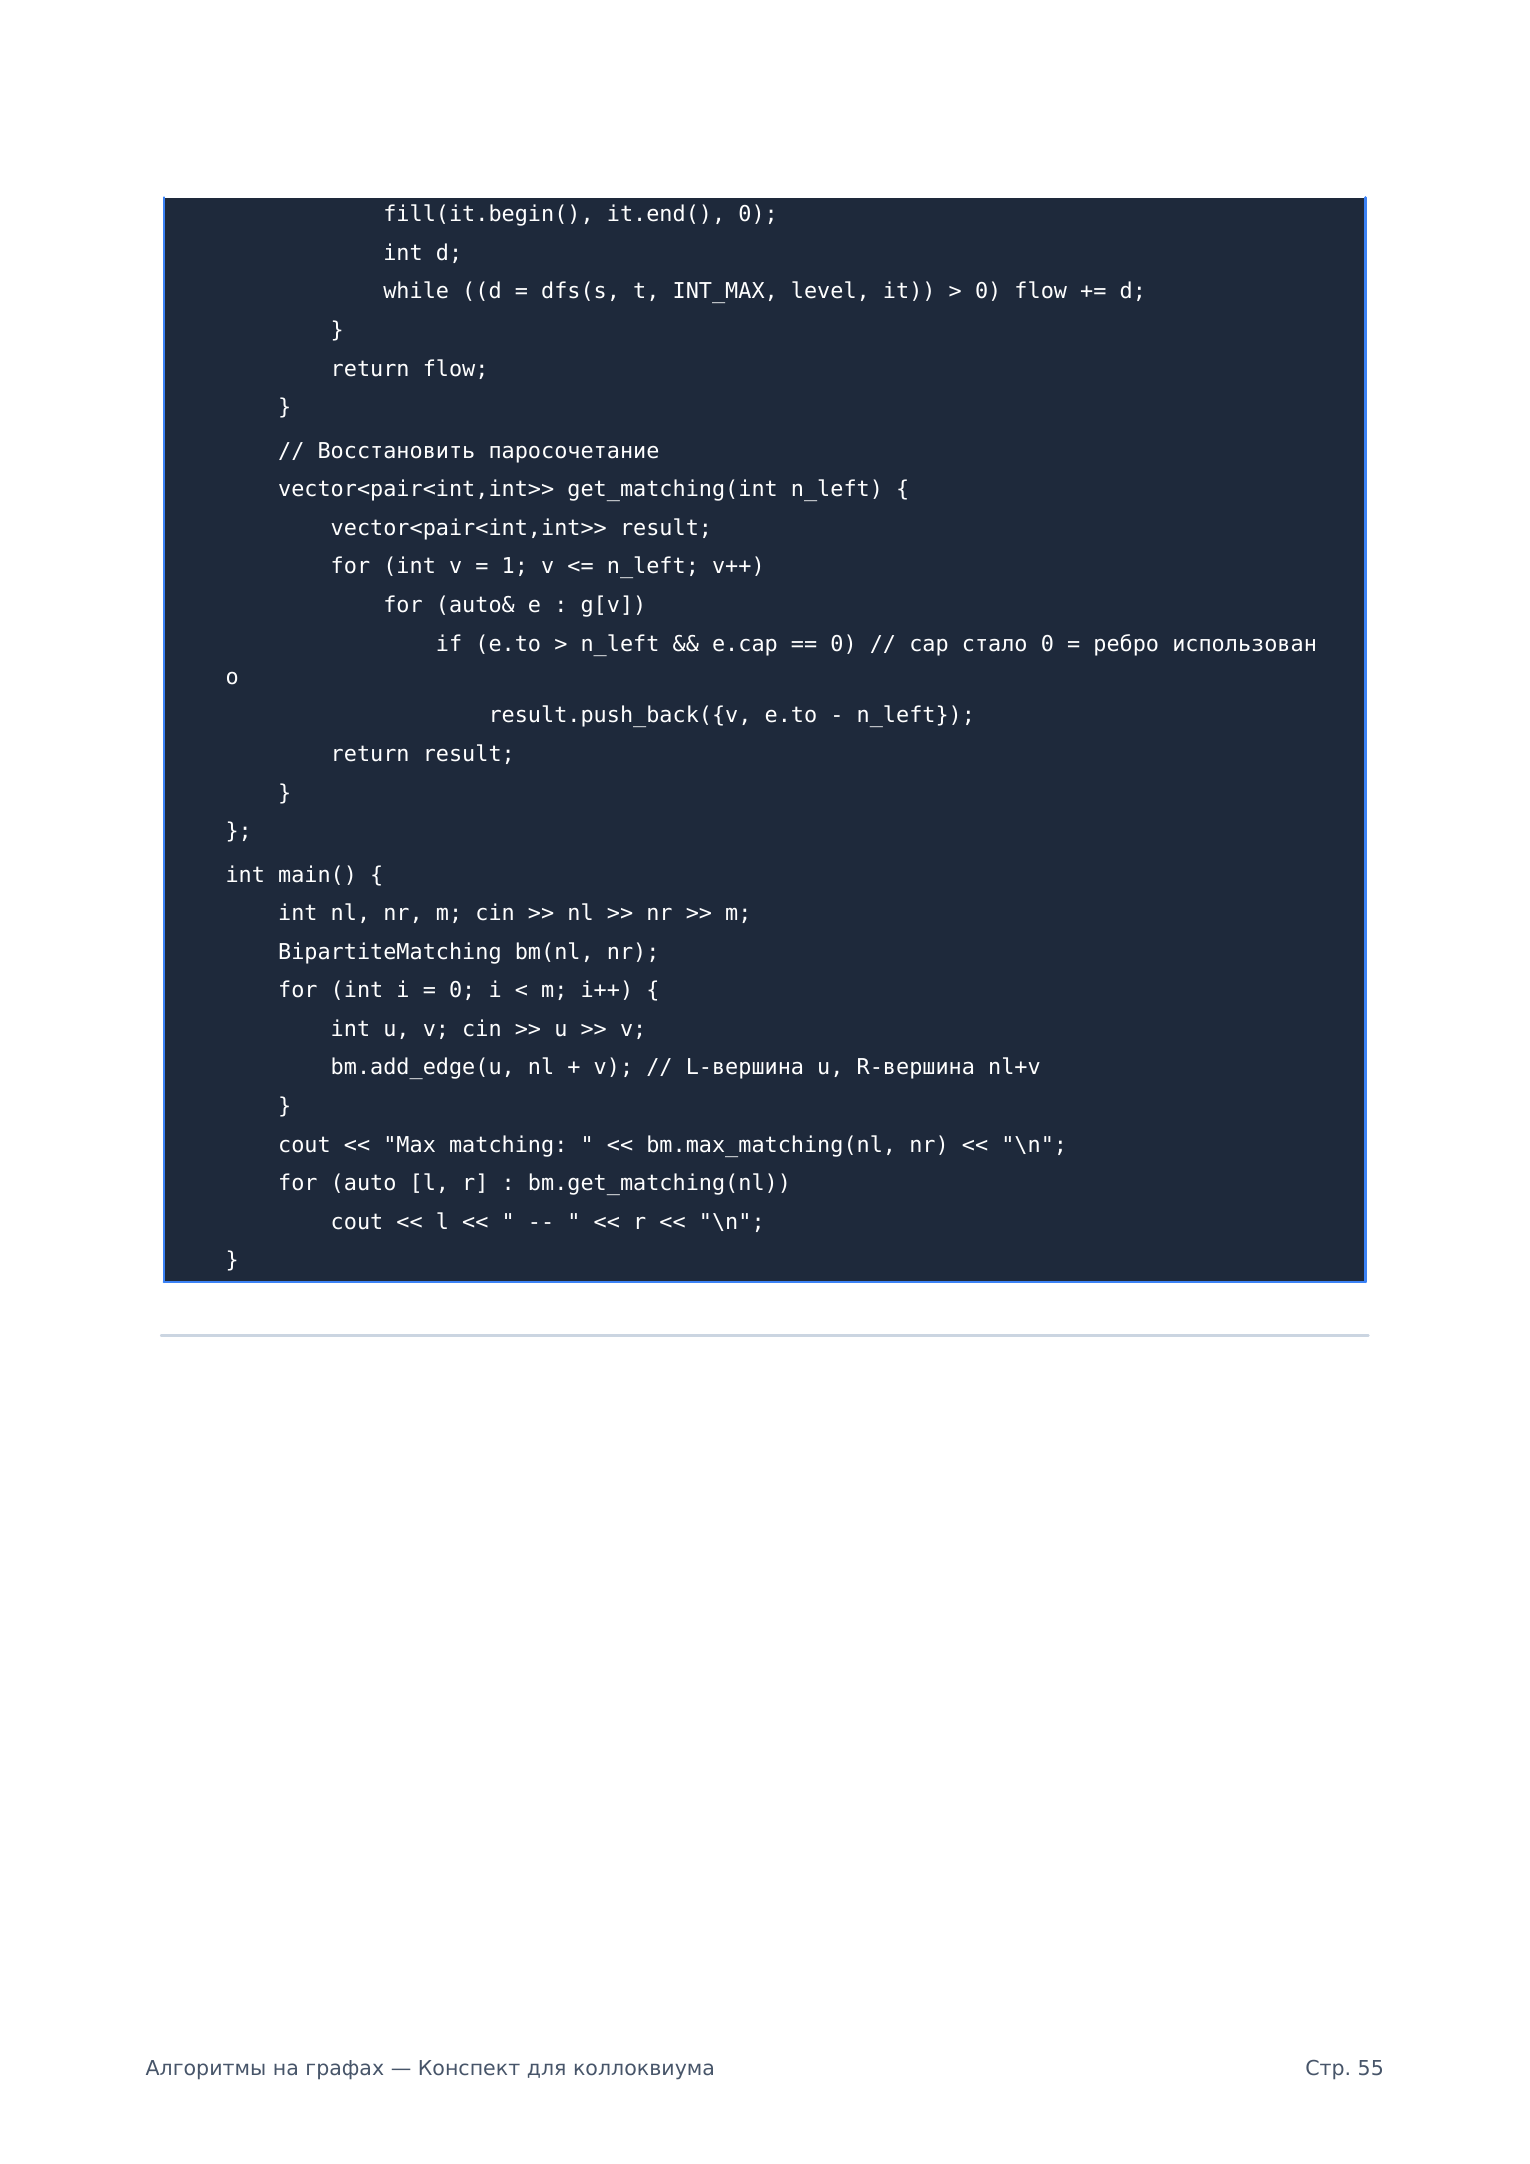 fill(it.begin(), it.end(), 0);
int d;
while ((d = dfs(s, t, INT_MAX, level, it)) > 0) flow += d;
}
return flow;
}
// Восстановить паросочетание
vector<pair<int,int>> get_matching(int n_left) {
vector<pair<int,int>> result;
for (int v = 1; v <= n_left; v++)
for (auto& e : g[v])
if (e.to > n_left && e.cap == 0) // cap стало 0 = ребро использован
о
result.push_back({v, e.to - n_left});
return result;
}
};
int main() {
int nl, nr, m; cin >> nl >> nr >> m;
BipartiteMatching bm(nl, nr);
for (int i = 0; i < m; i++) {
int u, v; cin >> u >> v;
bm.add_edge(u, nl + v); // L-вершина u, R-вершина nl+v
}
cout << "Max matching: " << bm.max_matching(nl, nr) << "\n";
for (auto [l, r] : bm.get_matching(nl))
cout << l << " -- " << r << "\n";
}
Алгоритмы на графах — Конспект для коллоквиума
Стр. 55